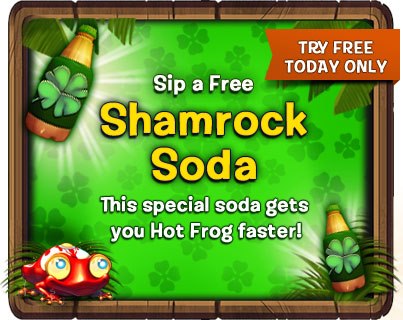 TRY FREE
TODAY ONLY
Sip a Free
Shamrock
Soda
This special soda gets
you Hot Frog faster!